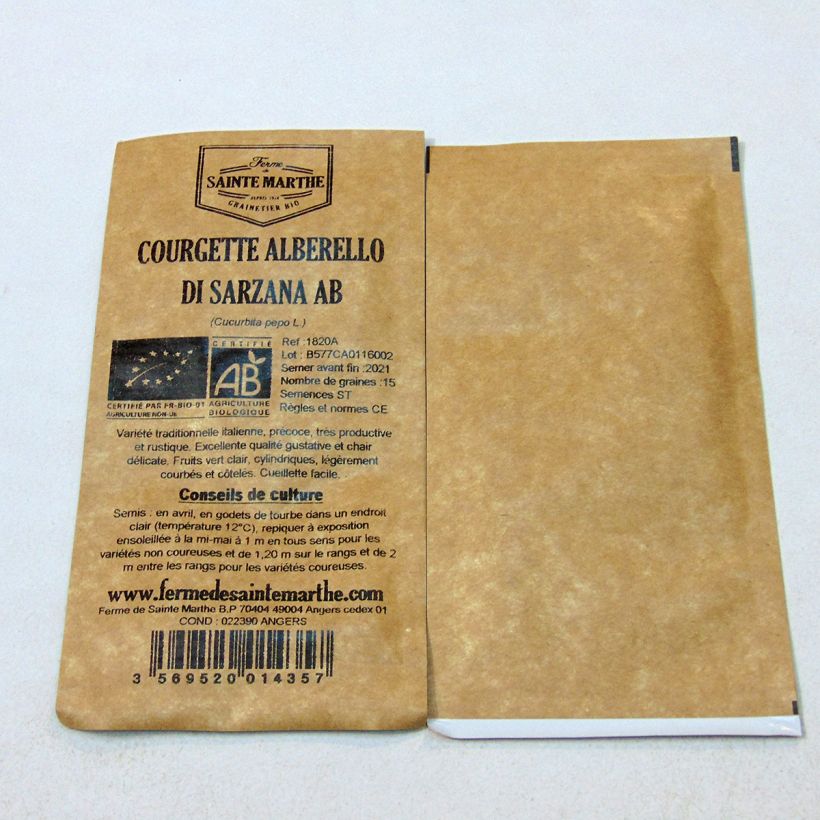 Ferme
de
SAINTE MARTHE
DEPUIS 1974
GRAINETIER BIO
COURGETTE ALBERELLO
DI SARZANA AB
(Cucurbita pepo L.)
CERTIFIÉ
AB
AGRICULTURE
BIOLOGIQUE
CERTIFIÉ PAR FR-BIO-01
AGRICULTURE NON-UE
Ref :1820A
Lot : B577CA0116002
Semer avant fin :2021
Nombre de graines :15
Semences ST
Règles et normes CE
Variété traditionnelle italienne, précoce, très productive
et rustique. Excellente qualité gustative et chair
délicate. Fruits vert clair, cylindriques, légèrement
courbés et côtelés. Cueillette facile.
Conseils de culture
Semis : en avril, en godets de tourbe dans un endroit
clair (température 12°C), repiquer à exposition
ensoleillée à la mi-mai à 1 m en tous sens pour les
variétés non coureuses et de 1,20 m sur le rangs et de 2
m entre les rangs pour les variétés coureuses.
www.fermedesaintemarthe.com
Ferme de Sainte Marthe B.P 70404 49004 Angers cedex 01
COND : 022390 ANGERS
3 569520 014357